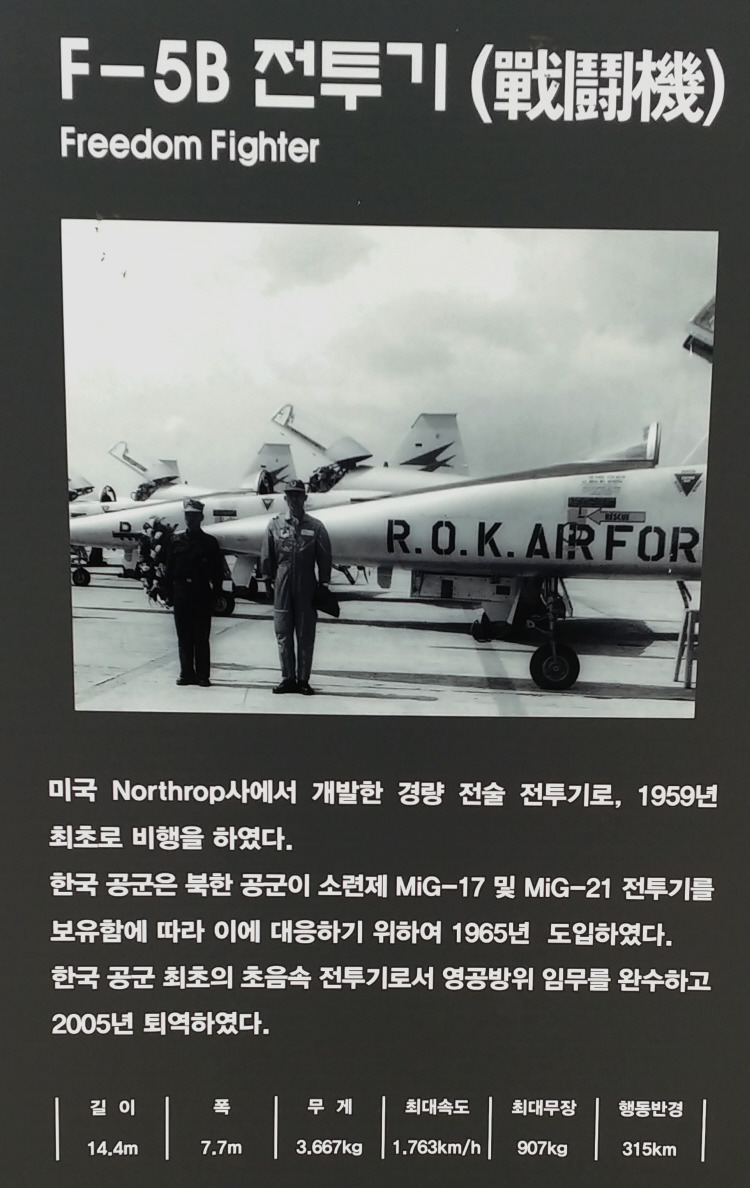 F-5B 전투기 (戰鬪機)
Freedom Fighter
R.O.K. AIR FOR
RESCUE
미국 Northrop사에서 개발한 경량 전술 전투기로, 1959년
최초로 비행을 하였다.
한국 공군은 북한 공군이 소련제 MiG-17 및 MiG-21 전투기를
보유함에 따라 이에 대응하기 위하여 1965년 도입하였다.
한국 공군 최초의 초음속 전투기로서 영공방위 임무를 완수하고
2005년 퇴역하였다.
길 이 폭 무 게 최대속도 최대무장 행동반경
14.4m 7.7m 3.667kg 1.763km/h 907kg 315km